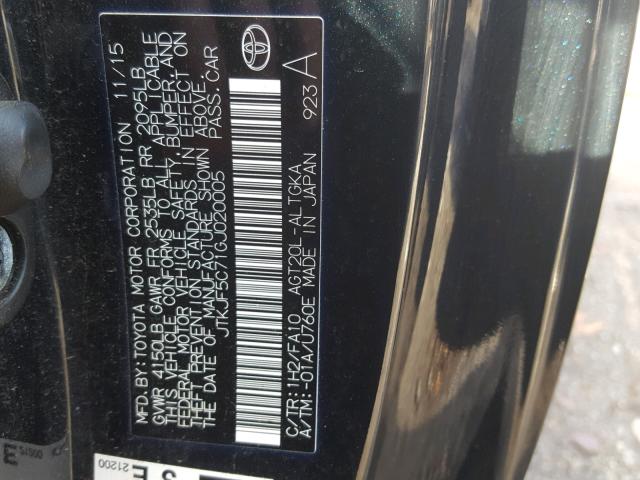 MFD. BY: TOYOTA MOTOR CORPORATION 11/15
GVWR 4150LB GAWR FR 2535LB RR 2095LB
THIS VEHICLE CONFORMS TO ALL APPLICABLE
FEDERAL MOTOR VEHICLE SAFETY, BUMPER, AND
THEFT PREVENTION STANDARDS IN EFFECT ON
THE DATE OF MANUFACTURE SHOWN ABOVE.
JTKJF5C71GJ020005 PASS. CAR
C/TR: 1H2/FA10 AGT20L-ALTGKA
A/TM: -01A/U760E MADE IN JAPAN 923 A
21200